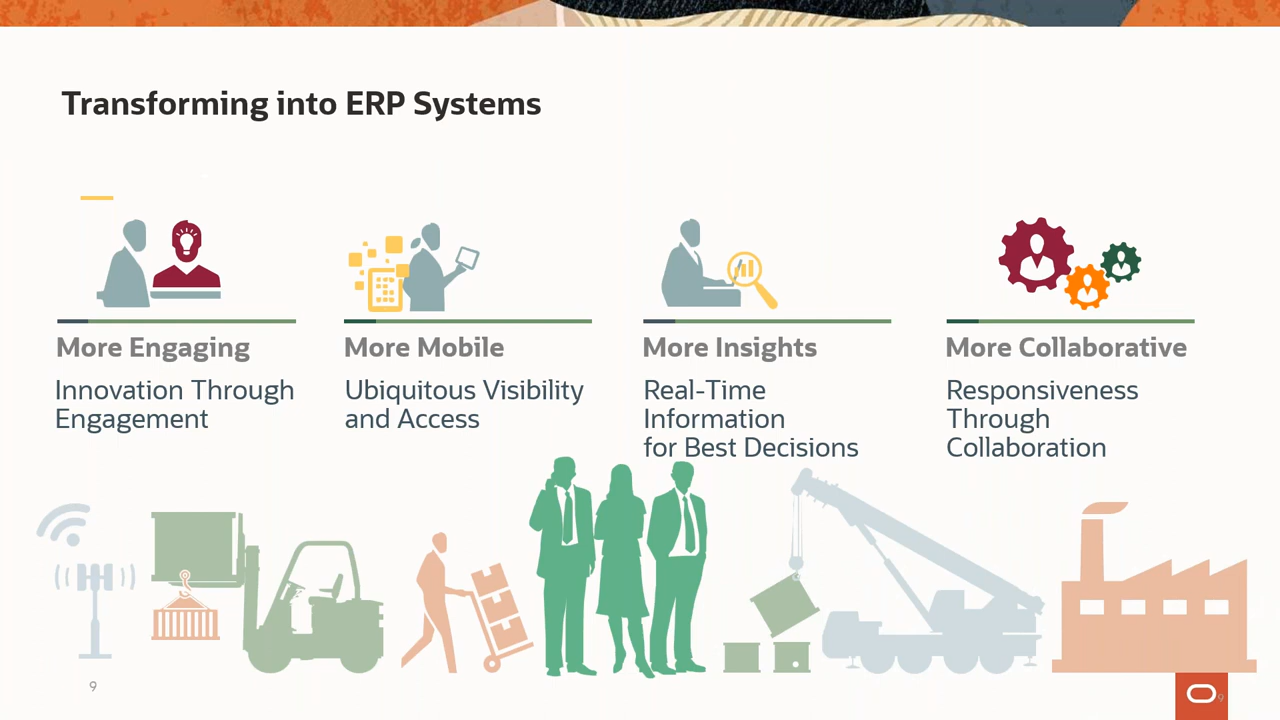 Transforming into ERP Systems
More Engaging
Innovation Through
Engagement
More Mobile
Ubiquitous Visibility
and Access
More Insights
Real-Time
Information
for Best Decisions
More Collaborative
Responsiveness
Through
Collaboration
9
9